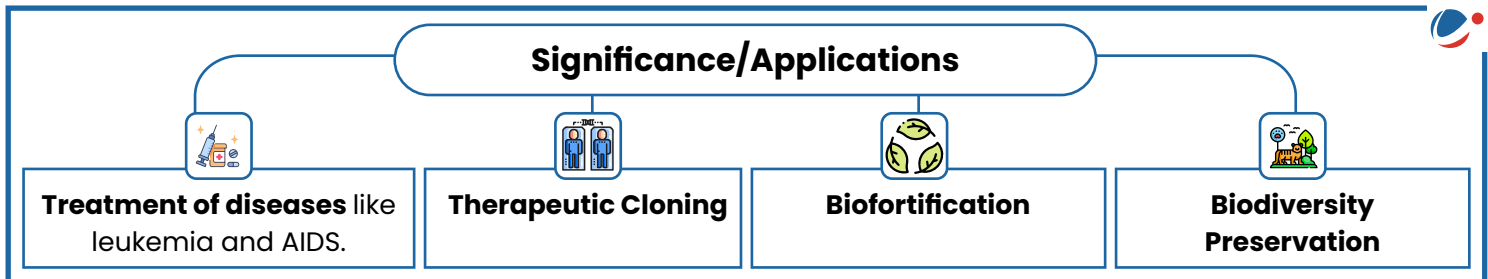 Significance/Applications
Treatment of diseases like
leukemia and AIDS.
Therapeutic Cloning
Biofortification
Biodiversity
Preservation